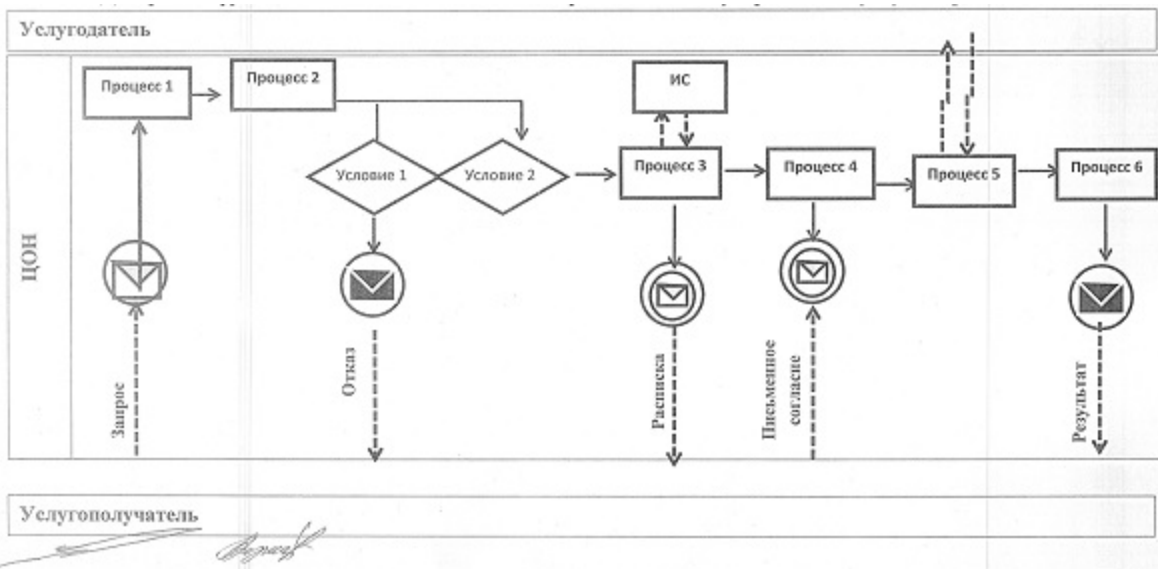 Услугодатель
ЦОН
Процесс 1
Процесс 2
ИС
Условие 1
Условие 2
Процесс 3
Процесс 4
Процесс 5
Процесс 6
Запрос
Отказ
Расписка
Письменное
согласие
Результат
Услугополучатель